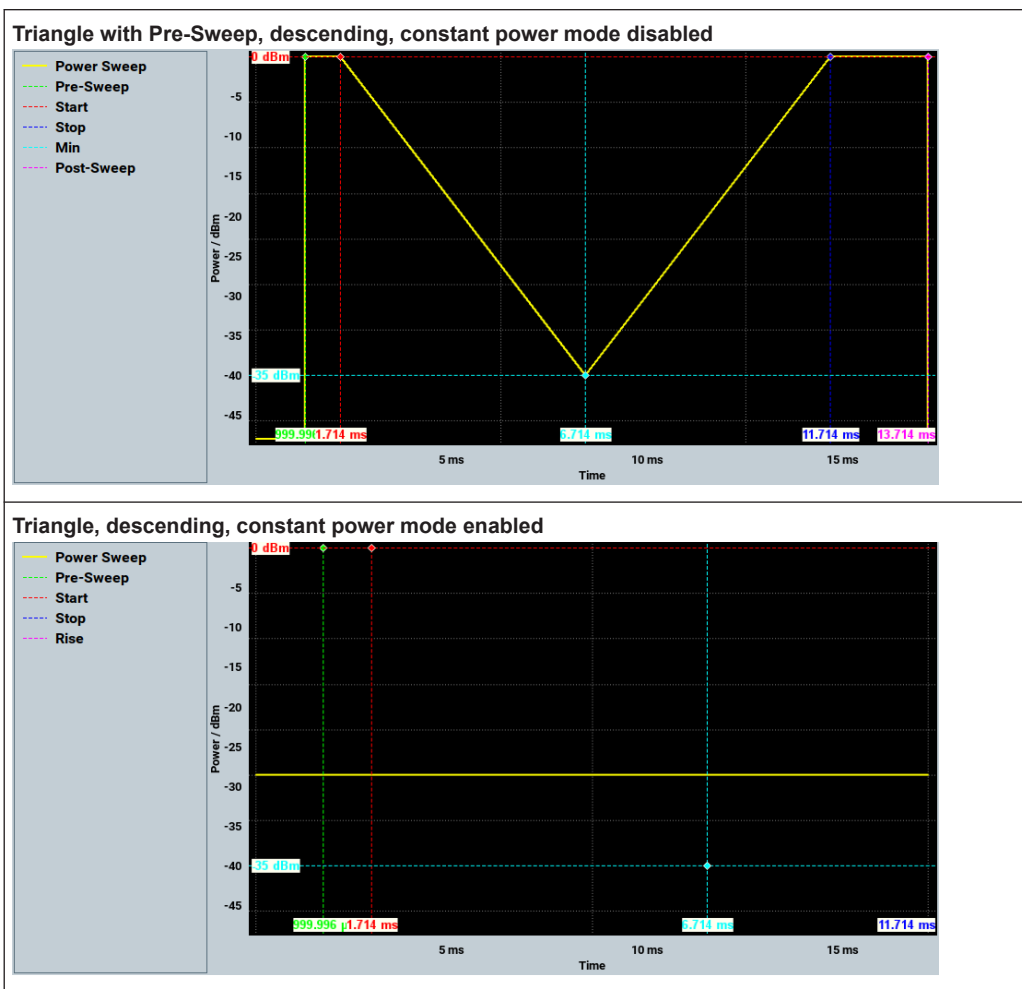 Triangle with Pre-Sweep, descending, constant power mode disabled
Power Sweep
Pre-Sweep
Start
Stop
Min
Post-Sweep
0 dBm
-5
-10
-15
-20
-25
-30
-35
-40
-45
Power / dBm
-35 dBm
999.996
1.714 ms
6.714 ms
11.714 ms
13.714 ms
5 ms
10 ms
15 ms
Time
Triangle, descending, constant power mode enabled
Power Sweep
Pre-Sweep
Start
Stop
Rise
0 dBm
-5
-10
-15
-20
-25
-30
-35
-40
-45
Power / dBm
-35 dBm
999.996 µ
1.714 ms
6.714 ms
11.714 ms
5 ms
10 ms
15 ms
Time